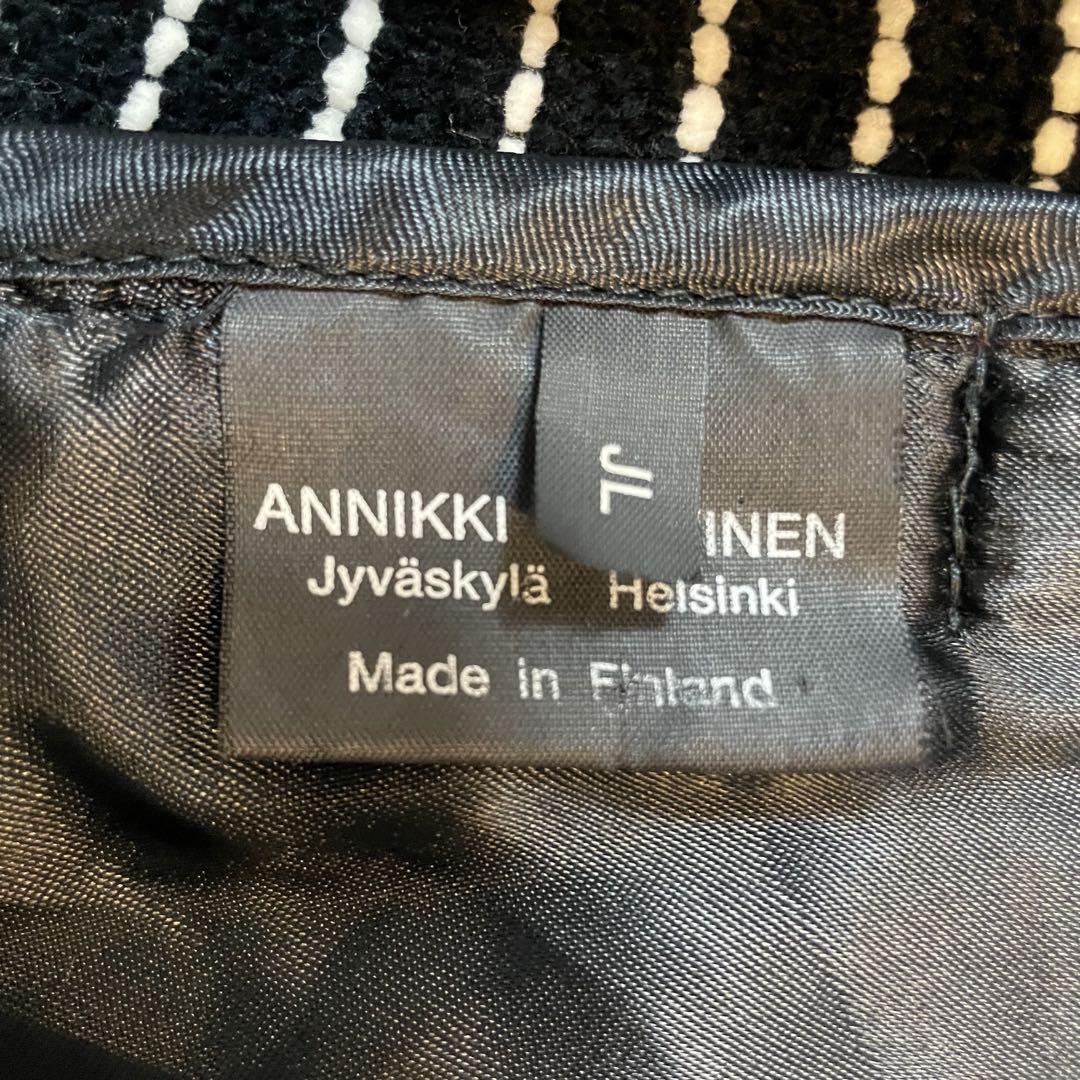 JL
ANNIKKI INEN
Jyväskylä Helsinki
Made in Finland